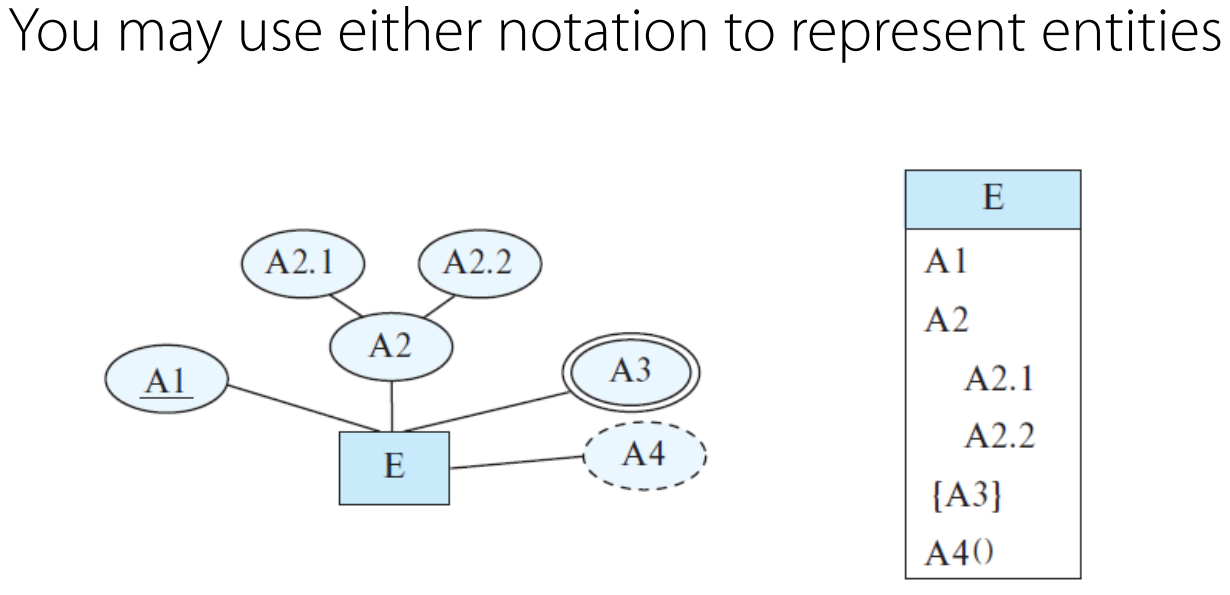 You may use either notation to represent entities
A2.1
A2.2
A2
A1
A3
A4
E
E
A1
A2
A2.1
A2.2
{A3}
A4()